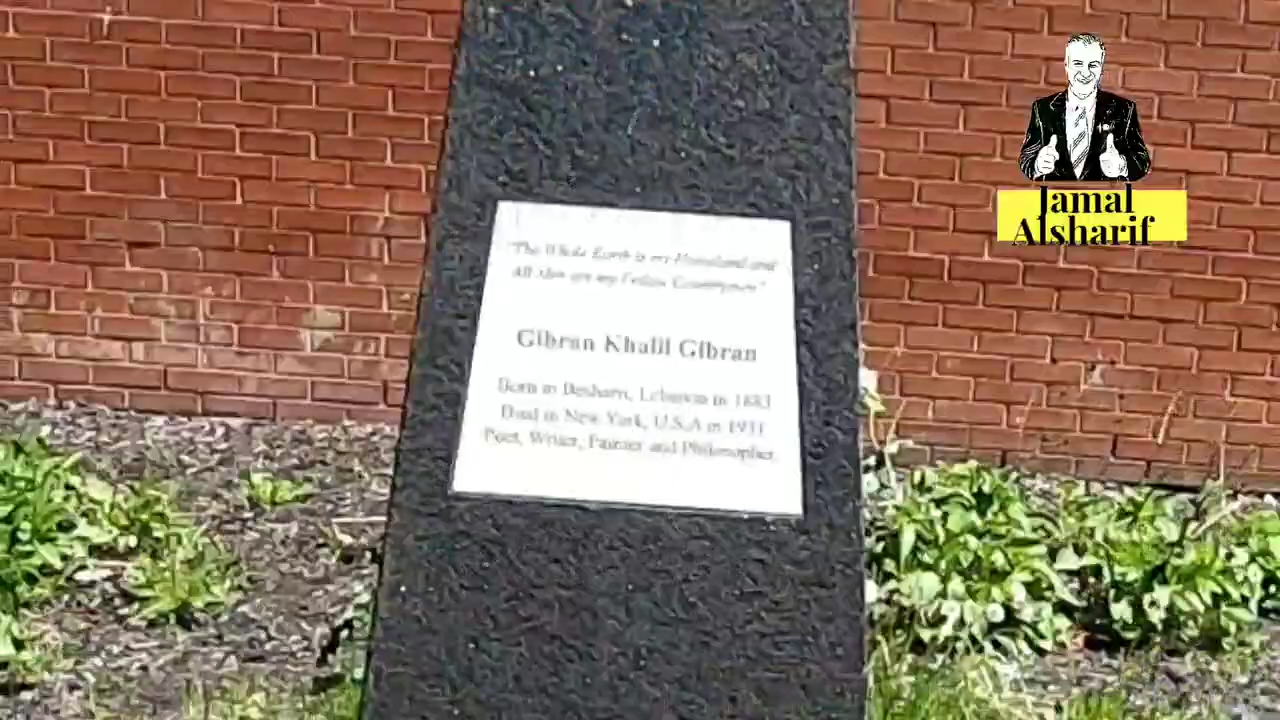 "The Whole Earth is my Homeland and
All Men are my Fellow Countrymen"
Gibran Khalil Gibran
Born in Besharri, Lebanon in 1883
Died in New York, U.S.A in 1931
Poet, Writer, Painter and Philosopher
Jamal
Alsharif